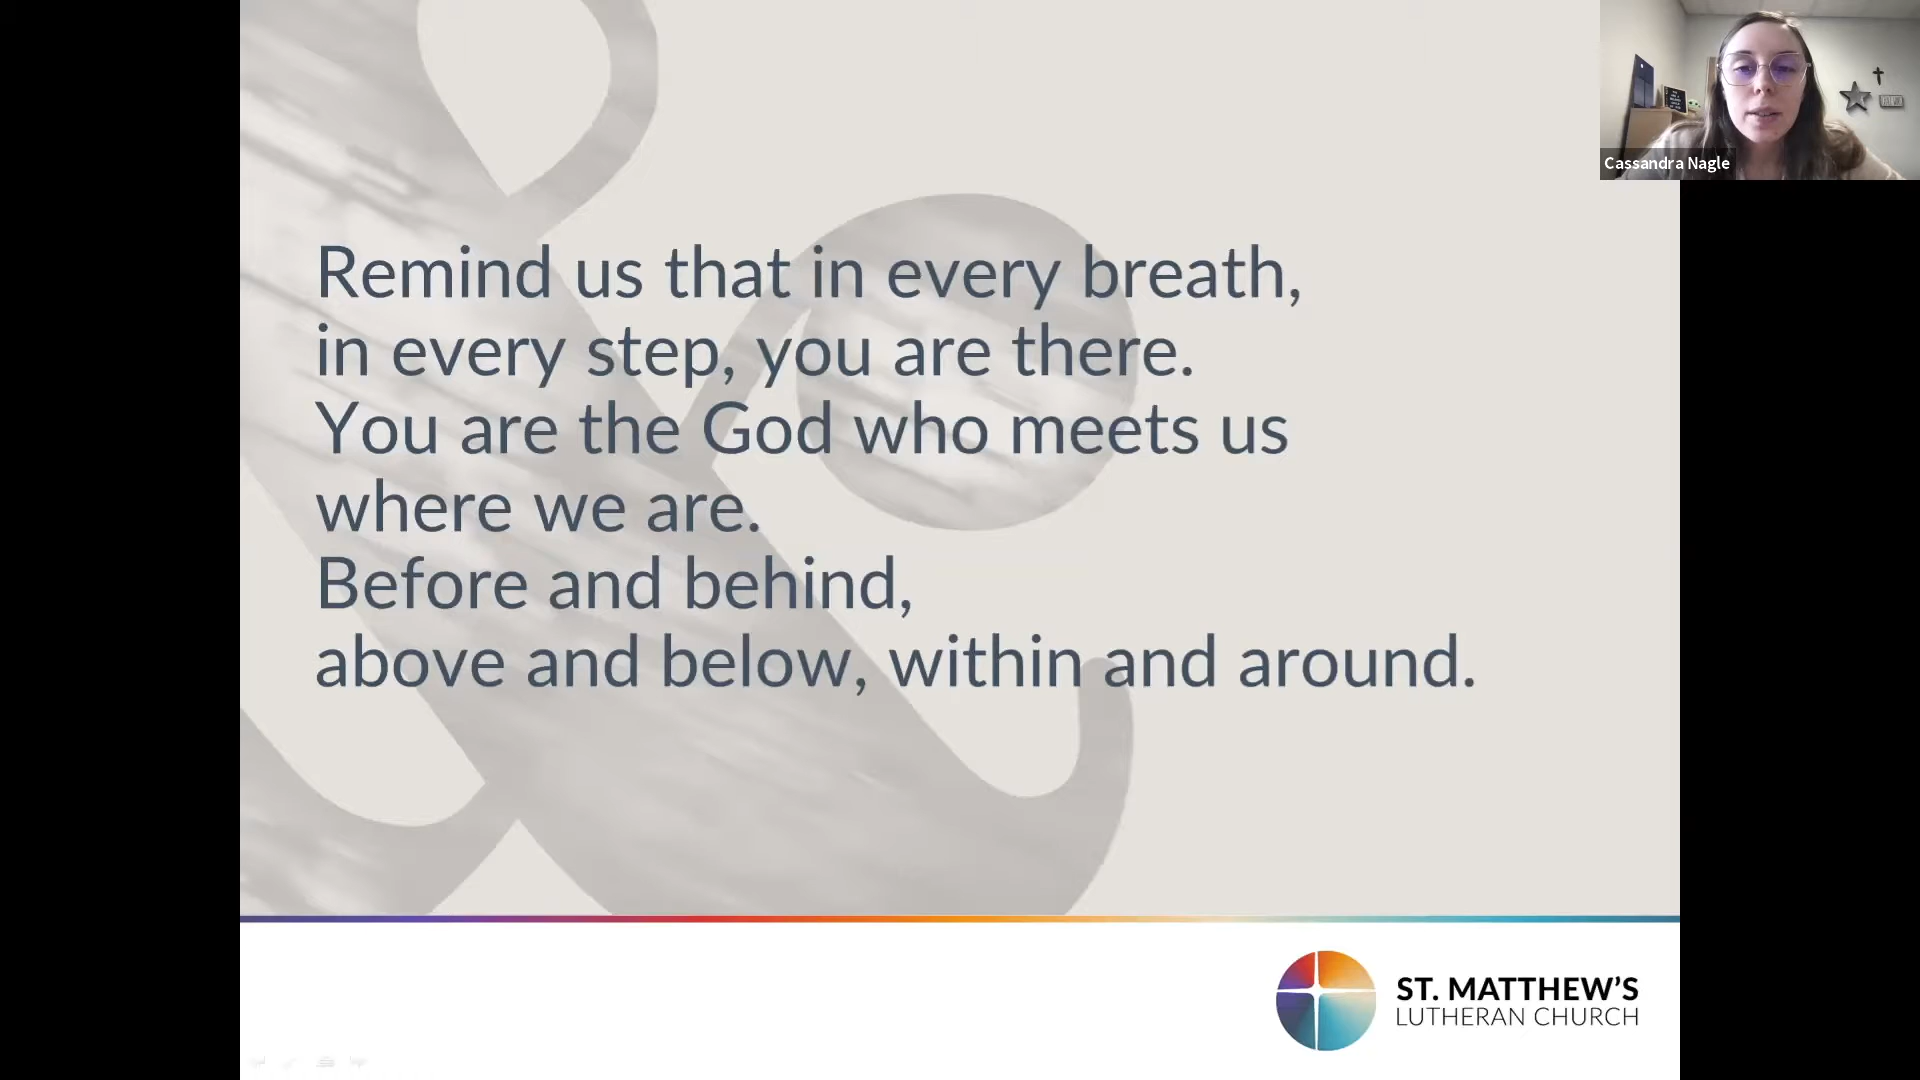 Remind us that in every breath,
in every step, you are there.
You are the God who meets us
where we are.
Before and behind,
above and below, within and around.
Cassandra Nagle
ST. MATTHEW'S
LUTHERAN CHURCH